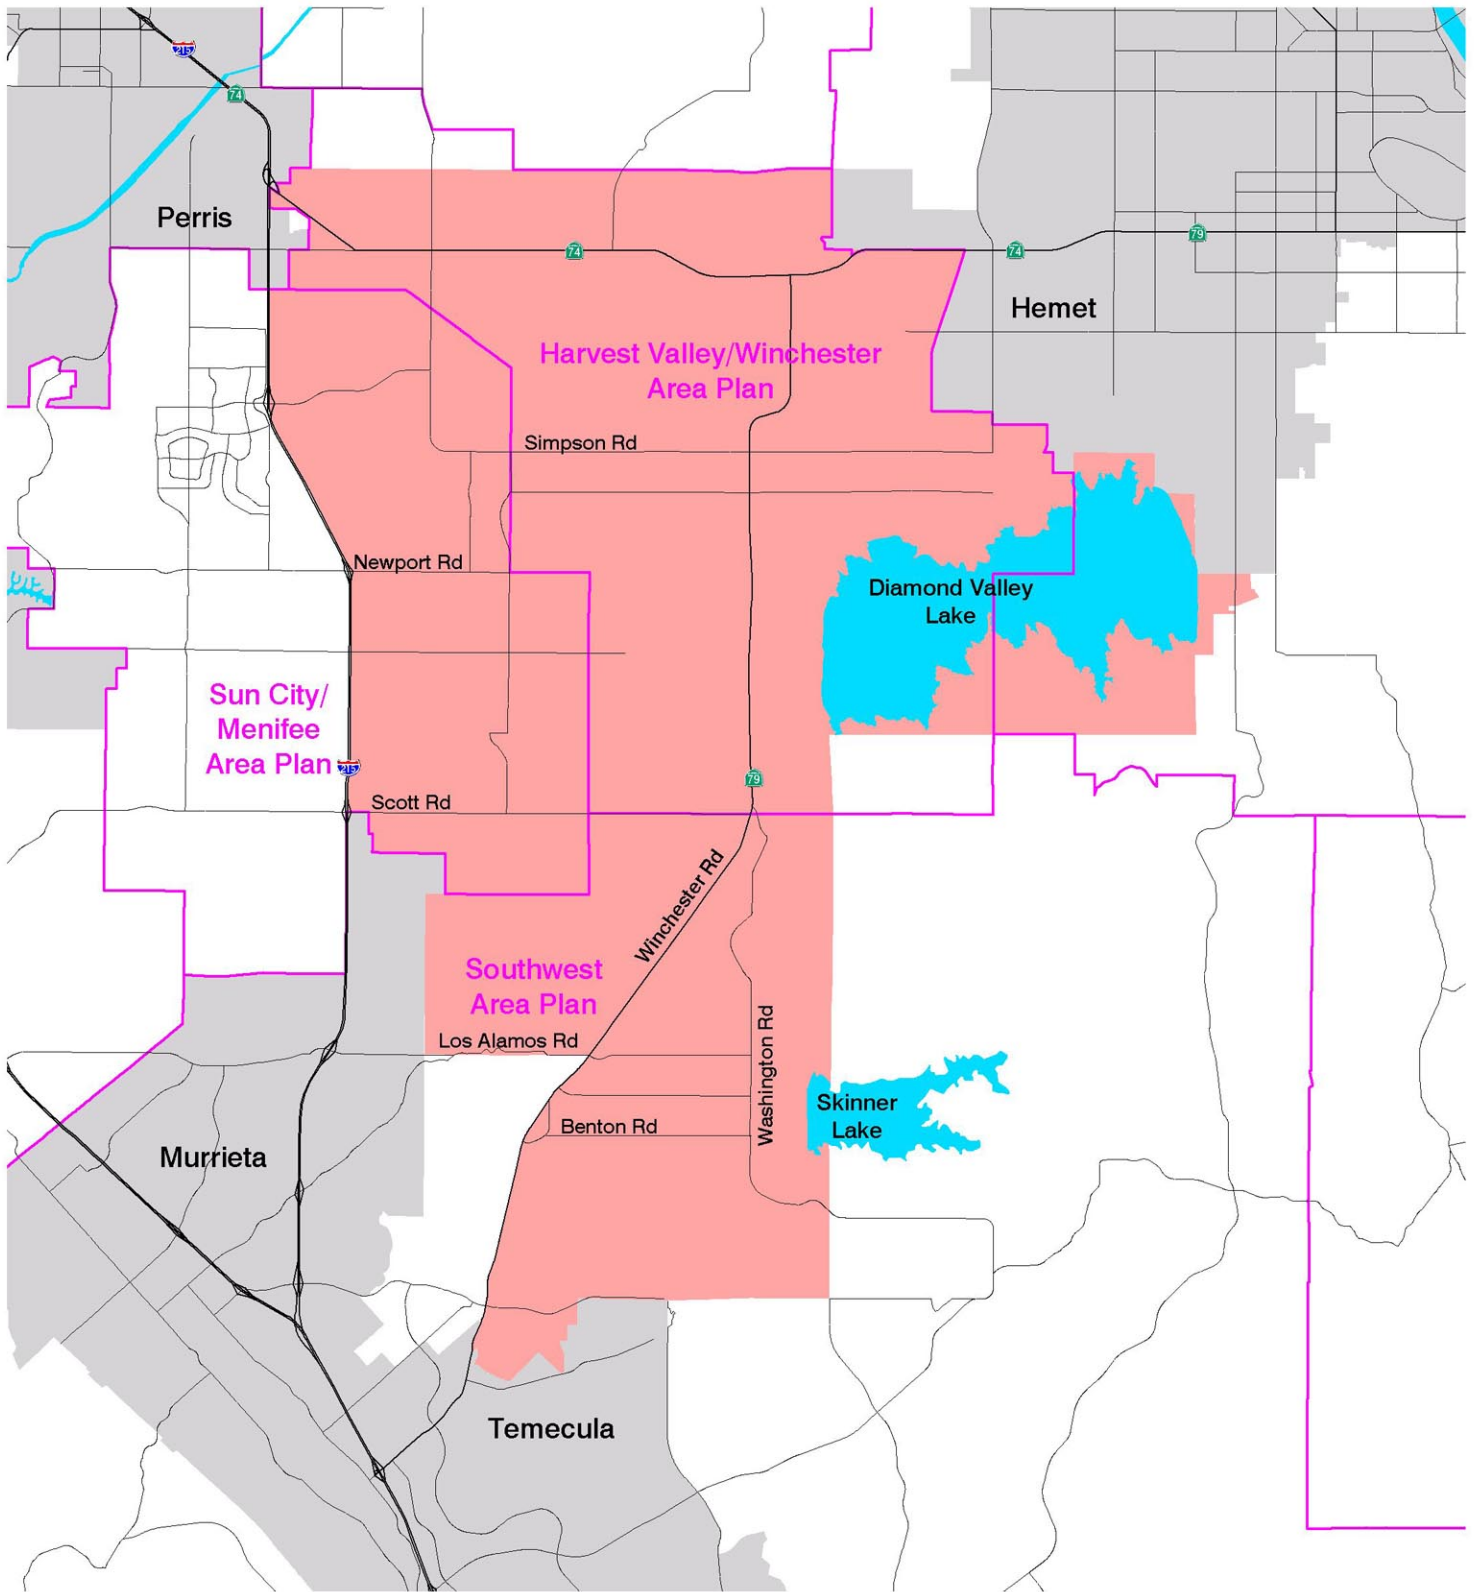 215
74
Perris
74
74
79
Hemet
Harvest Valley/Winchester
Area Plan
Simpson Rd
Newport Rd
Diamond Valley
Lake
Sun City/
Menifee
Area Plan
215
79
Scott Rd
Winchester Rd
Southwest
Area Plan
Los Alamos Rd
Washington Rd
Skinner
Lake
Benton Rd
Murrieta
Temecula